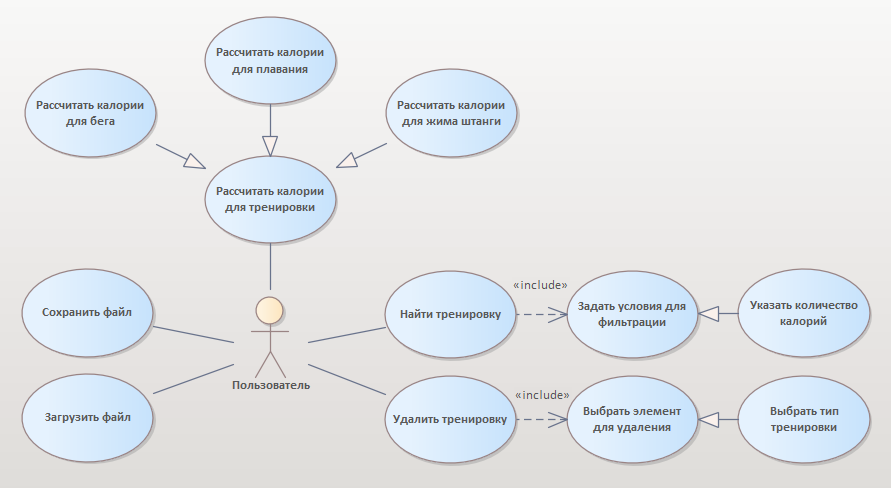 Рассчитать калории
для плавания
Рассчитать калории
для бега
Рассчитать калории
для жима штанги
Рассчитать калории
для тренировки
Сохранить файл
Найти тренировку
«include»
Задать условия для
фильтрации
Указать количество
калорий
Пользователь
Загрузить файл
Удалить тренировку
«include»
Выбрать элемент
для удаления
Выбрать тип
тренировки